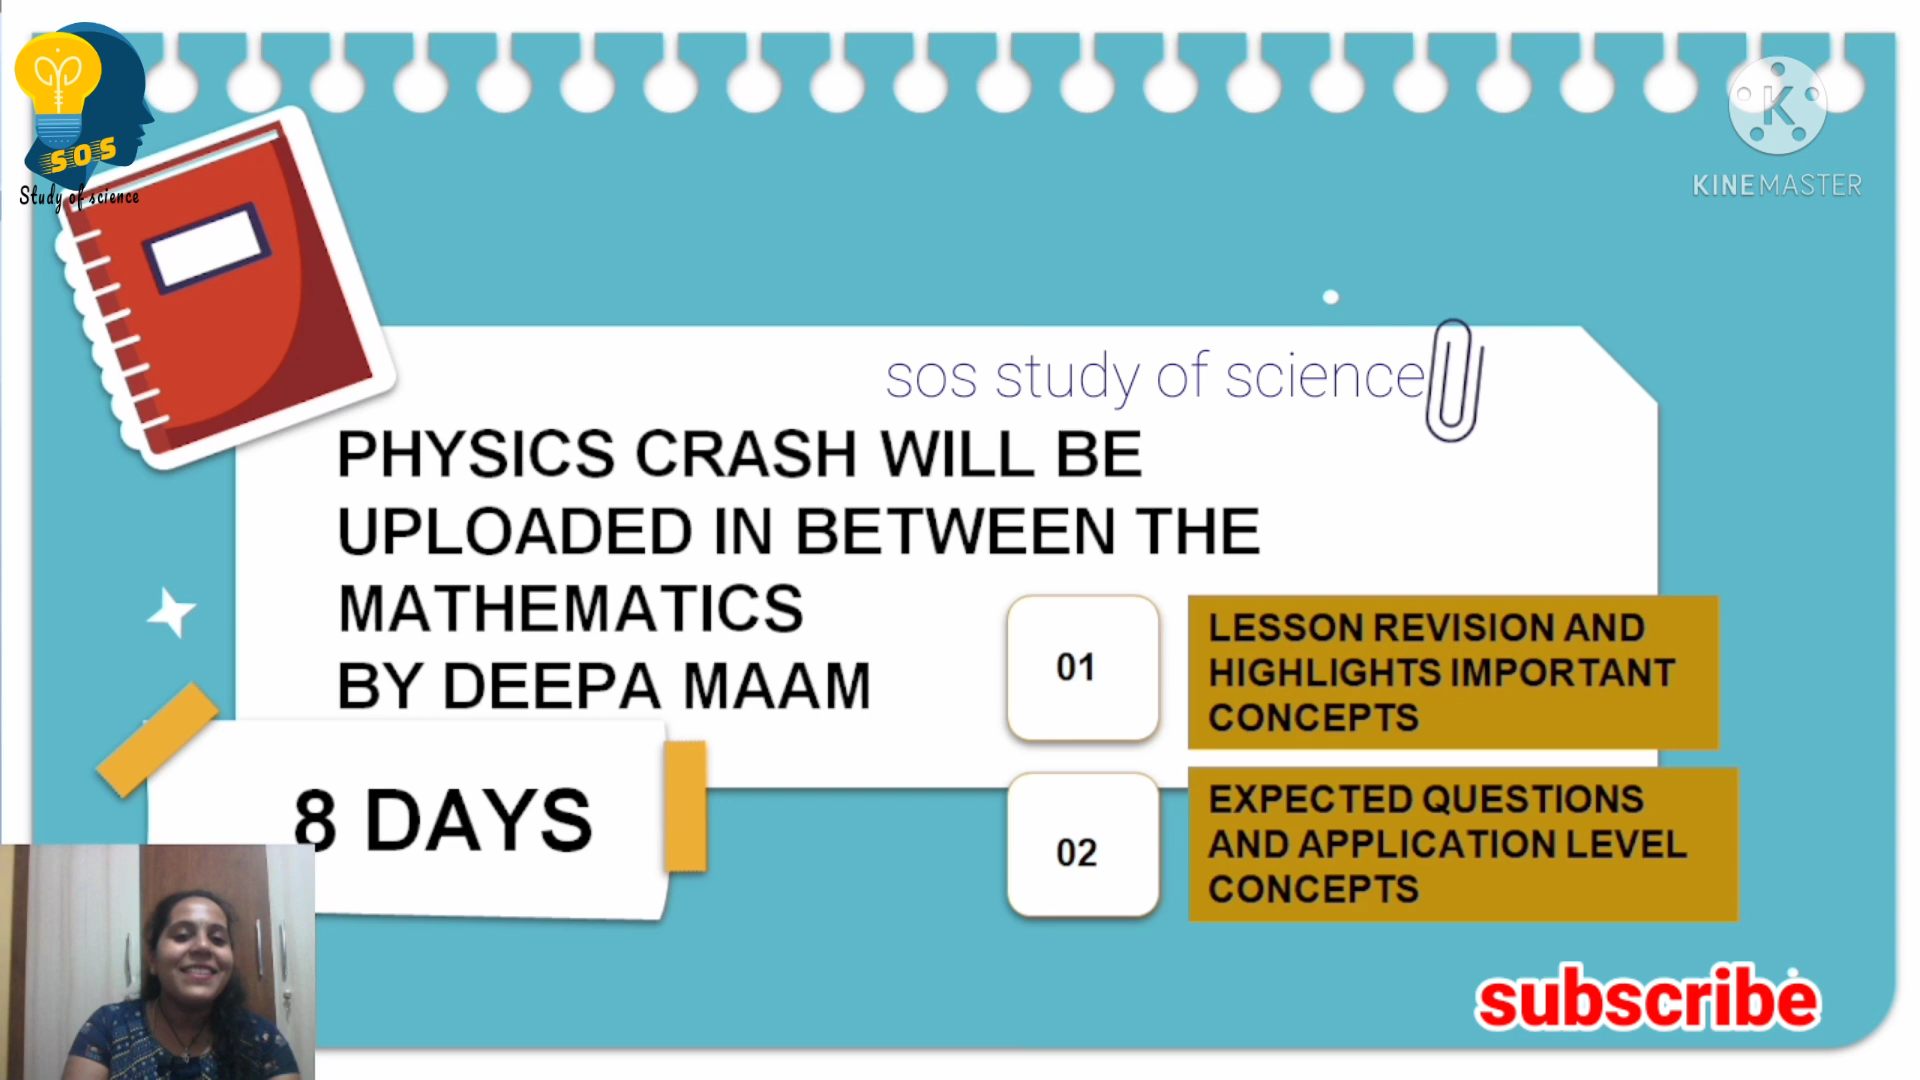 SOS
Study of science
K
KINEMASTER
sos study of science
PHYSICS CRASH WILL BE
UPLOADED IN BETWEEN THE
MATHEMATICS
BY DEEPA MAAM
8 DAYS
01
LESSON REVISION AND
HIGHLIGHTS IMPORTANT
CONCEPTS
02
EXPECTED QUESTIONS
AND APPLICATION LEVEL
CONCEPTS
subscribe